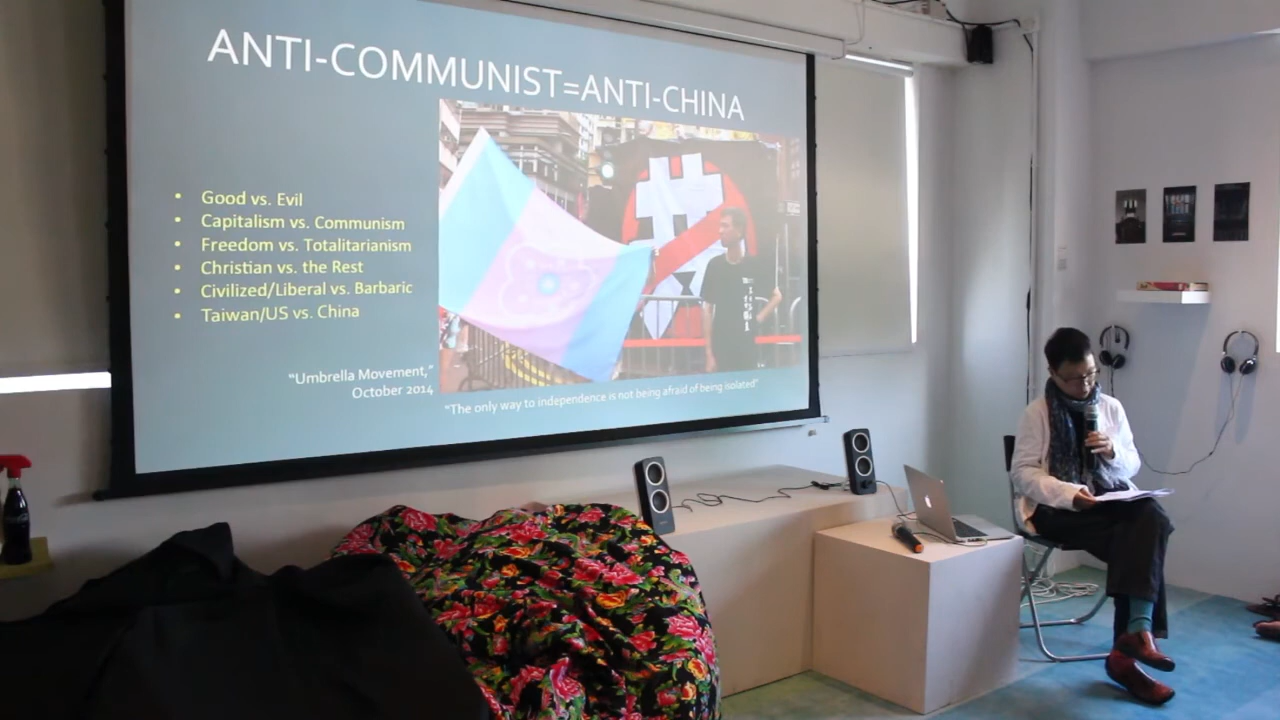 ANTI-COMMUNIST=ANTI-CHINA
• Good vs. Evil
• Capitalism vs. Communism
• Freedom vs. Totalitarianism
• Christian vs. the Rest
• Civilized/Liberal vs. Barbaric
• Taiwan/US vs. China
“Umbrella Movement,”
October 2014
“The only way to independence is not being afraid of being isolated”